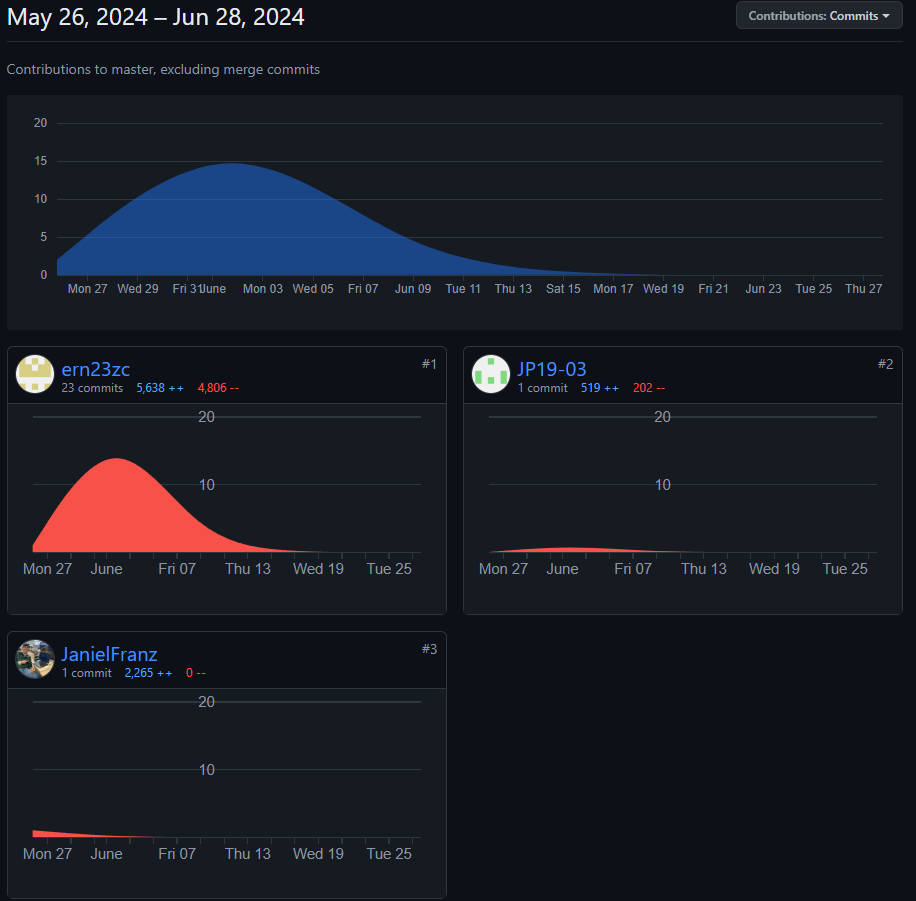 May 26, 2024 – Jun 28, 2024
Contributions: Commits
Contributions to master, excluding merge commits
20
15
10
5
0
Mon 27 Wed 29 Fri 31 June Mon 03 Wed 05 Fri 07 Jun 09 Tue 11 Thu 13 Sat 15 Mon 17 Wed 19 Fri 21 Jun 23 Tue 25 Thu 27
ern23zc
#1
23 commits 5,638 ++ 4,806 --
20
10
Mon 27 June Fri 07 Thu 13 Wed 19 Tue 25
JP19-03
#2
1 commit 519 ++ 202 --
20
10
Mon 27 June Fri 07 Thu 13 Wed 19 Tue 25
JanielFranz
#3
1 commit 2,265 ++ 0 --
20
10
Mon 27 June Fri 07 Thu 13 Wed 19 Tue 25